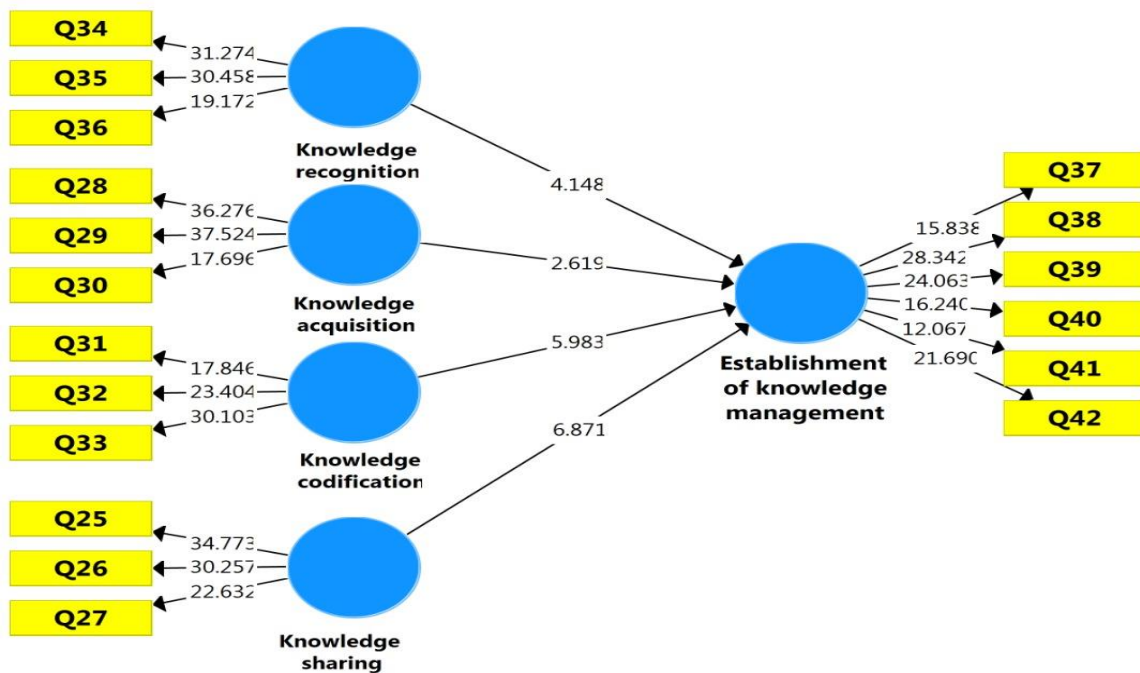 Q34
31.274
Q35
30.458
Q36
19.172
Knowledge
recognition
4.148
Q28
36.276
Q29
37.524
Q30
17.696
Knowledge
acquisition
2.619
Q31
17.846
Q32
23.404
Q33
30.103
Knowledge
codification
5.983
Q25
34.773
Q26
30.257
Q27
22.632
Knowledge
sharing
6.871
Establishment
of knowledge
management
Q37
15.838
Q38
28.342
Q39
24.063
Q40
16.240
Q41
12.067
Q42
21.690